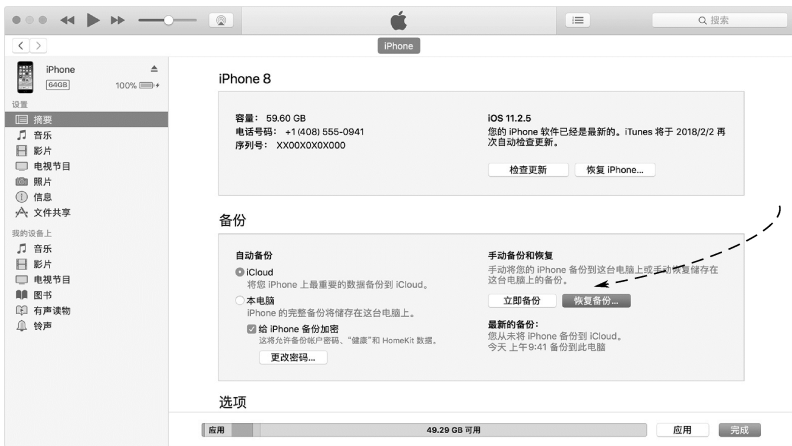 搜索
iPhone
iPhone
64GB
100%
设置
摘要
音乐
影片
电视节目
照片
信息
文件共享
我的设备上
音乐
影片
电视节目
图书
有声读物
铃声
iPhone 8
容量： 59.60 GB
电话号码： +1 (408) 555-0941
序列号： XX00X0X0X000
iOS 11.2.5
您的 iPhone 软件已经是最新的。iTunes 将于 2018/2/2 再
次自动检查更新。
检查更新
恢复 iPhone...
备份
自动备份
iCloud
将您 iPhone 上最重要的数据备份到 iCloud。
本电脑
iPhone 的完整备份将储存在这台电脑上。
给 iPhone 备份加密
这将允许备份帐户密码、“健康”和 HomeKit 数据。
更改密码...
手动备份和恢复
手动将您的 iPhone 备份到这台电脑上或手动恢复储存在
这台电脑上的备份。
立即备份
恢复备份...
最新的备份：
您从未将 iPhone 备份到 iCloud。
今天 上午9:41 备份到此电脑
选项
应用
49.29 GB 可用
应用
完成